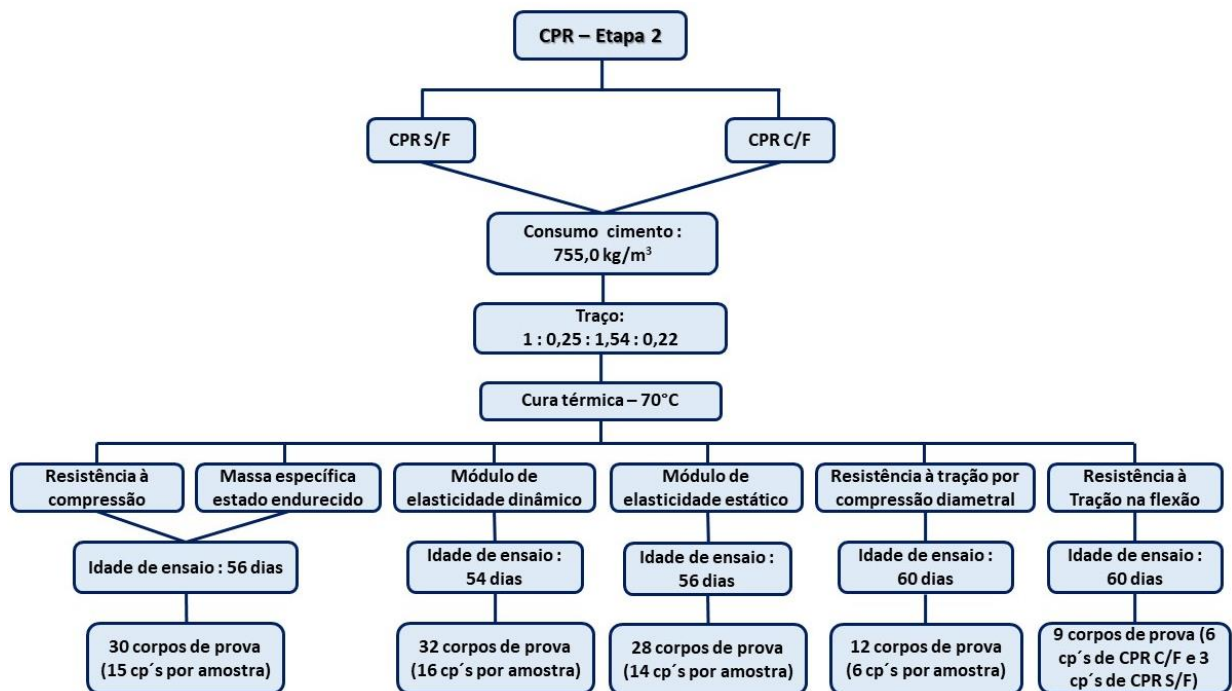 CPR – Etapa 2
CPR S/F
CPR C/F
Consumo cimento :
755,0 kg/m³
Traço:
1 : 0,25 : 1,54 : 0,22
Cura térmica – 70°C
Resistência à
compressão
Massa específica
estado endurecido
Módulo de
elasticidade dinâmico
Módulo de
elasticidade estático
Resistência à tração por
compressão diametral
Resistência à
Tração na flexão
Idade de ensaio : 56 dias
Idade de ensaio :
54 dias
Idade de ensaio :
56 dias
Idade de ensaio :
60 dias
Idade de ensaio :
60 dias
30 corpos de prova
(15 cp´s por amostra)
32 corpos de prova
(16 cp´s por amostra)
28 corpos de prova
(14 cp´s por amostra)
12 corpos de prova
(6 cp´s por amostra)
9 corpos de prova (6
cp´s de CPR C/F e 3
cp´s de CPR S/F)